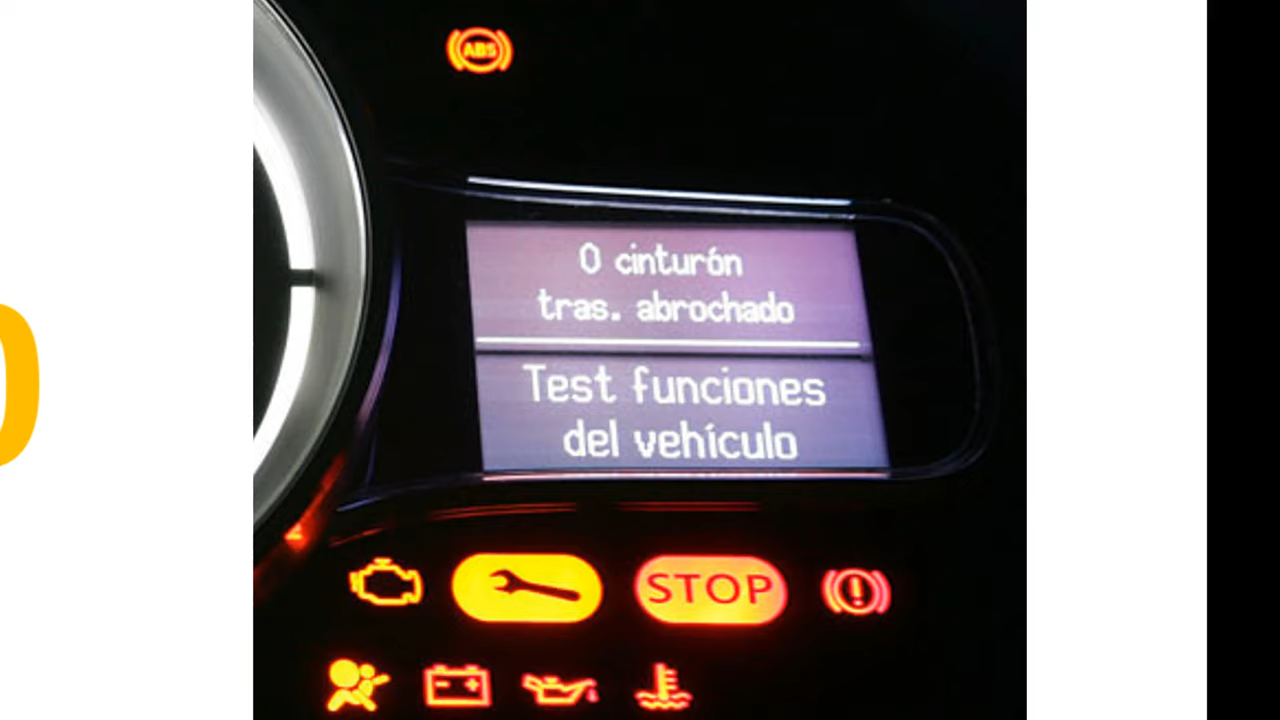 ABS
0 cinturón
tras. abrochado
Test funciones
del vehículo
STOP